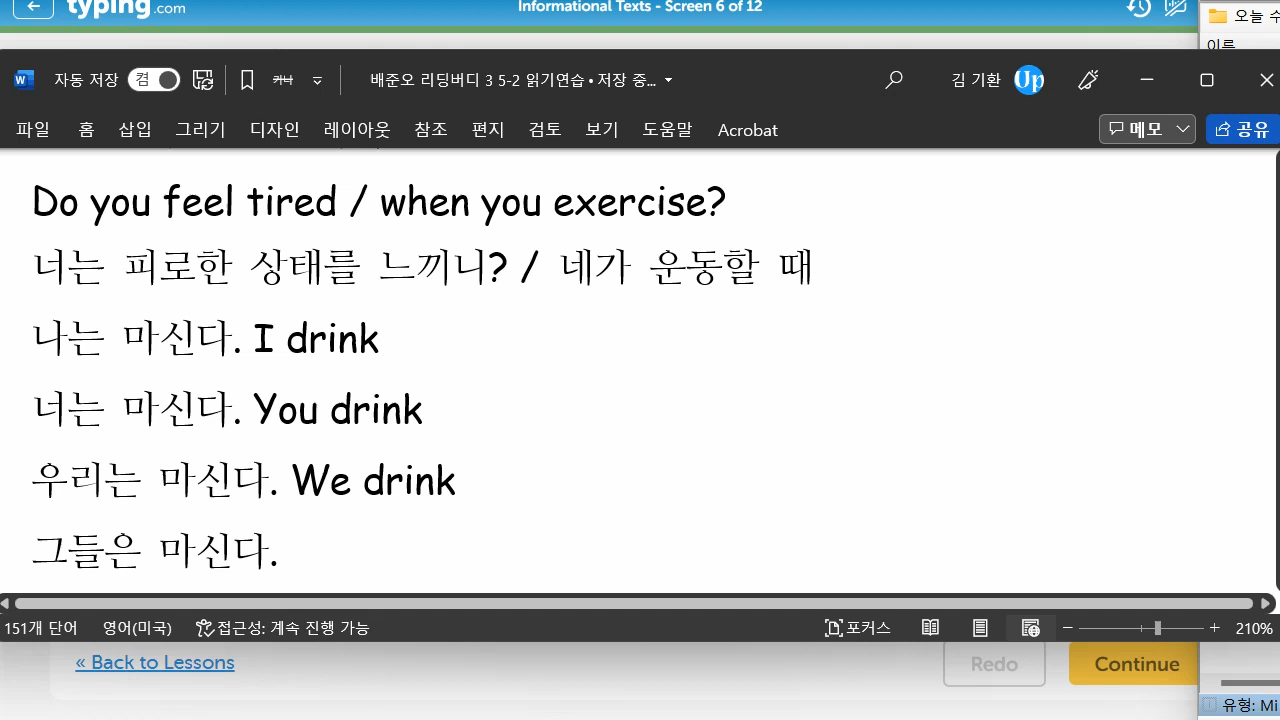 typing.com
Informational Texts - Screen 6 of 12
오늘 수
이름
자동 저장 켬
가나
배준오 리딩버디 3 5-2 읽기연습 • 저장 중...
김 기환
Up
파일 홈 삽입 그리기 디자인 레이아웃 참조 편지 검토 보기 도움말 Acrobat
메모 공유
Do you feel tired / when you exercise?
너는 피로한 상태를 느끼니? / 네가 운동할 때
나는 마신다. I drink
너는 마신다. You drink
우리는 마신다. We drink
그들은 마신다.
151개 단어 영어(미국) 접근성: 계속 진행 가능 포커스 210%
« Back to Lessons Redo Continue
유형: Mi